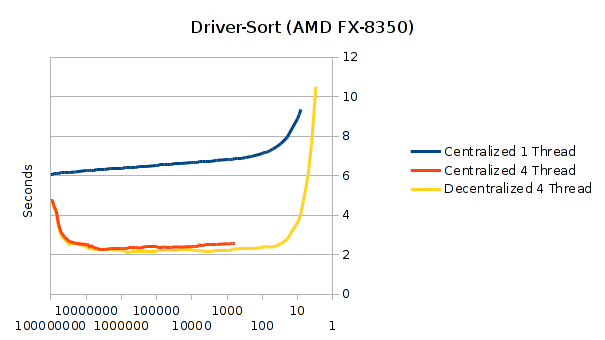 Driver-Sort (AMD FX-8350)
12
10
8
6
4
2
0
Seconds
Centralized 1 Thread
Centralized 4 Thread
Decentralized 4 Thread
10000000 100000 1000 10
100000000 1000000 10000 100 1